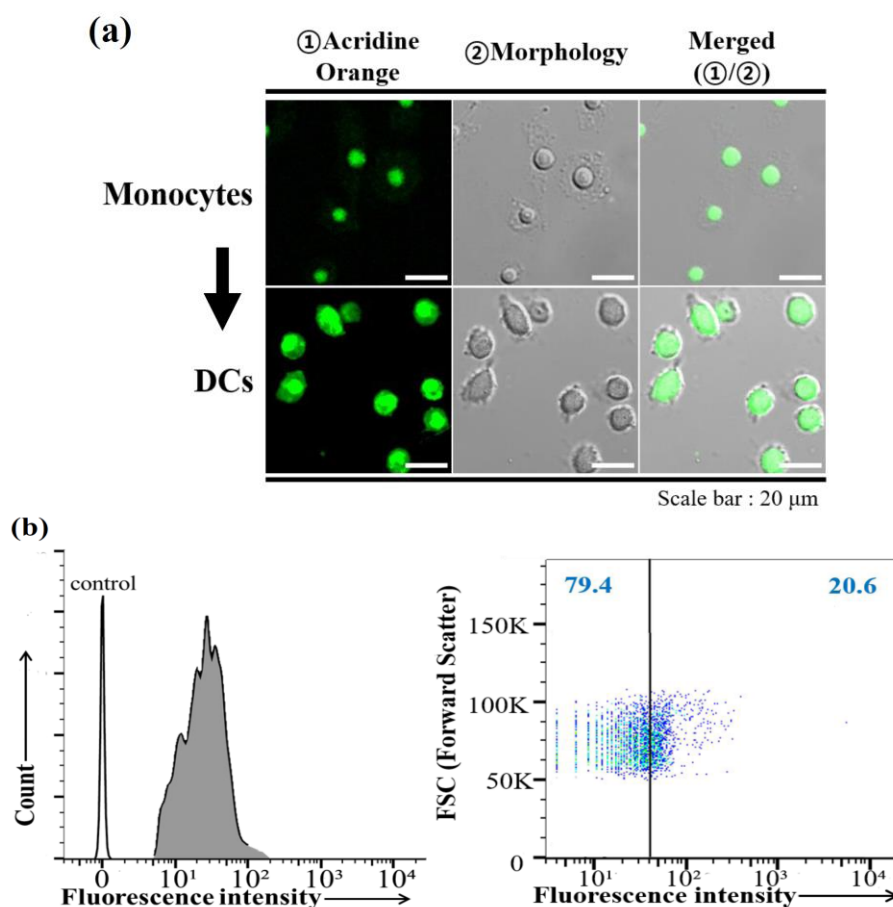 (a)
①Acridine
Orange
②Morphology
Merged
(①/②)
Monocytes
DCs
Scale bar : 20 μm
(b)
control
Count
0 10¹ 10² 10³ 10⁴
Fluorescence intensity
79.4 20.6
150K
100K
50K
0
FSC (Forward Scatter)
10¹ 10² 10³ 10⁴
Fluorescence intensity